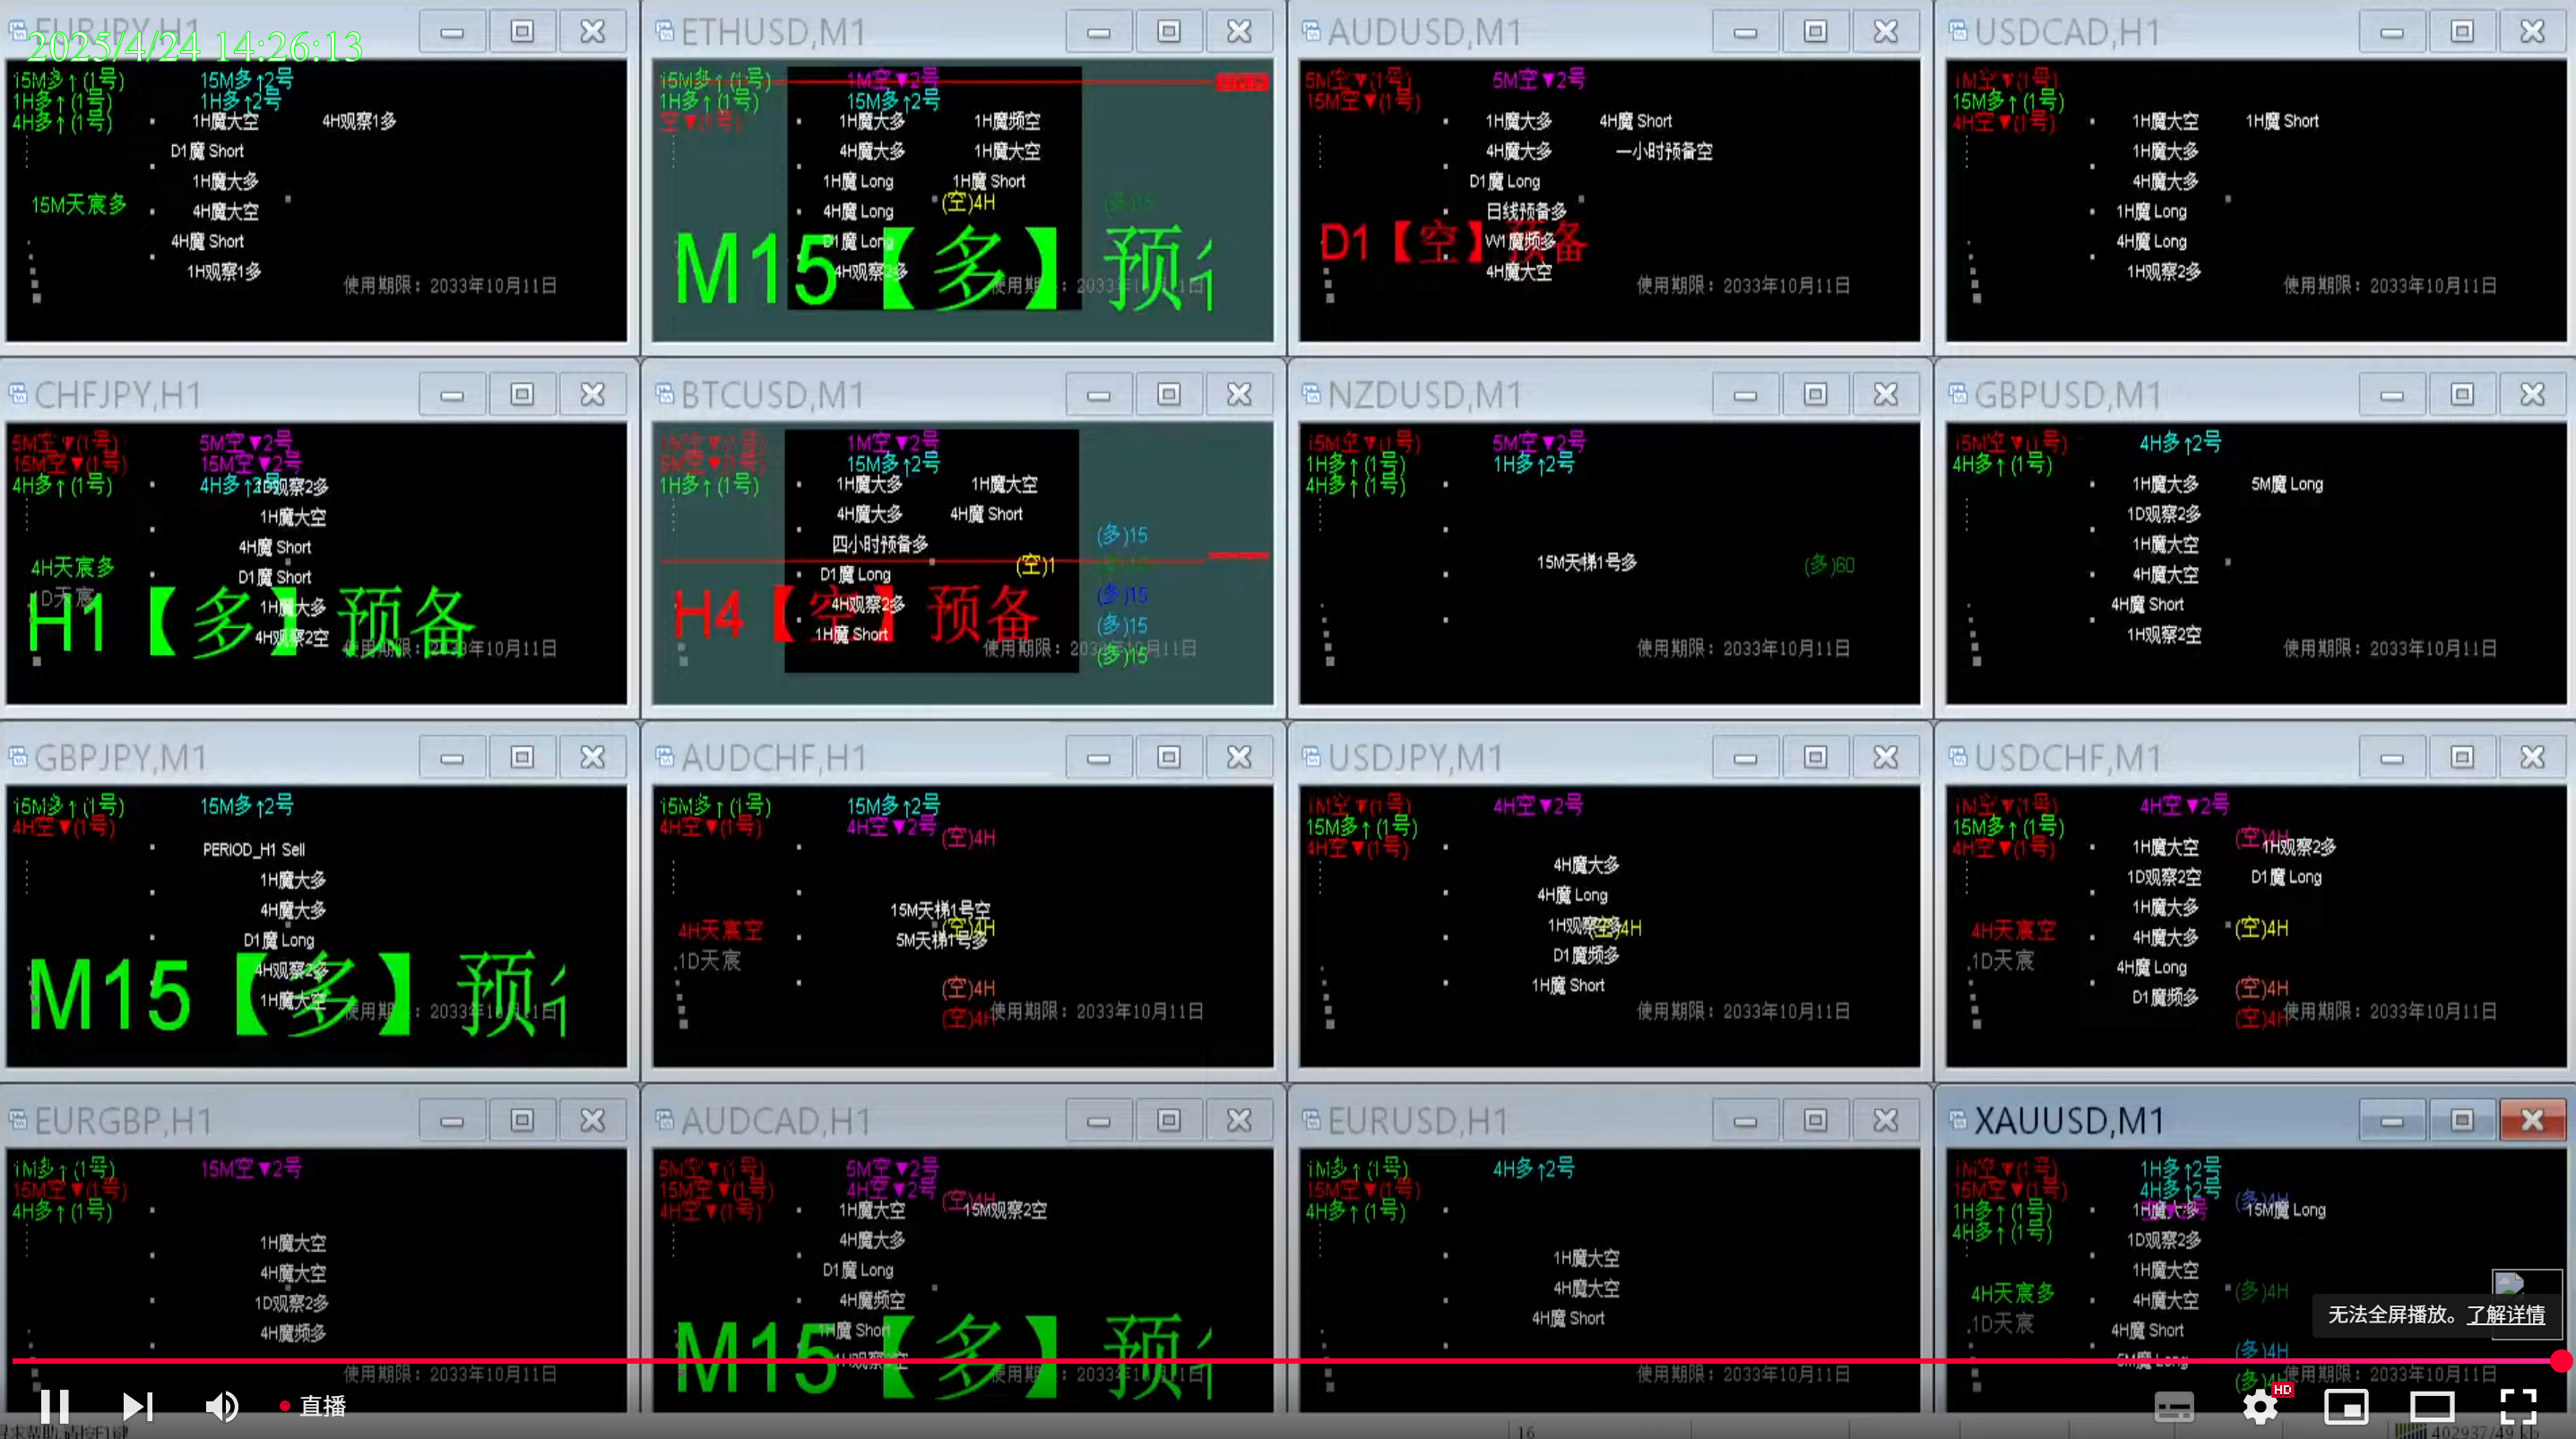 EURJPY,H1
2025/4/24 14:26:13
15M多↑(1号) 15M多↑2号
1H多↑(1号) 1H多↑2号
4H多↑(1号) 1H魔大空 4H观察1多
D1魔 Short
1H魔大多
15M天宸多
4H魔大空
4H魔 Short
1H观察1多
使用期限：2033年10月11日
ETHUSD,M1
15M多↑(1号) 1M空▼2号
1H多↑(1号) 15M多↑2号
空▼(1号) 1H魔大多 1H魔频空
4H魔大多 1H魔大空
1H魔 Long 1H魔 Short
(空)4H (多)15
4H魔 Long
D1魔 Long
M15【多】预
4H观察2多
AUDUSD,M1
5M空▼(1号) 5M空▼2号
15M空▼(1号)
1H魔大多 4H魔 Short
4H魔大多 一小时预备空
D1魔 Long
日线预备多
D1【空】预备
W1魔频多
4H魔大空
使用期限：2033年10月11日
USDCAD,H1
1M空▼(1号)
15M多↑(1号)
4H空▼(1号) 1H魔大空 1H魔 Short
1H魔大多
4H魔大多
1H魔 Long
4H魔 Long
1H观察2多
使用期限：2033年10月11日
CHFJPY,H1
5M空▼(1号) 5M空▼2号
15M空▼(1号) 15M空▼2号
4H多↑(1号) 4H多↑2号
1D观察2多
1H魔大空
4H魔 Short
4H天宸多
D1魔 Short
1D天宸
H1【多】预备
1H魔大多
4H观察2空
使用期限：2033年10月11日
BTCUSD,M1
5M空▼(1号) 1M空▼2号
1H多↑(1号) 15M多↑2号
1H魔大多 1H魔大空
4H魔大多 4H魔 Short
(多)15
四小时预备多
(空)1
D1魔 Long
(多)15
4H观察2多
H4【空】预备
(多)15
1H魔 Short
使用期限：2033年10月11日
(多)15
NZDUSD,M1
15M空▼(1号) 5M空▼2号
1H多↑(1号) 1H多↑2号
4H多↑(1号)
15M天梯1号多 (多)60
使用期限：2033年10月11日
GBPUSD,M1
15M空▼(1号) 4H多↑2号
4H多↑(1号)
1H魔大多 5M魔 Long
1D观察2多
1H魔大空
4H魔大空
4H魔 Short
1H观察2空
使用期限：2033年10月11日
GBPJPY,M1
15M多↑(1号) 15M多↑2号
4H空▼(1号)
PERIOD_H1 Sell
1H魔大多
4H魔大多
D1魔 Long
4H观察2多
M15【多】预
1H魔大空
使用期限：2033年10月11日
AUDCHF,H1
15M多↑(1号) 15M多↑2号
4H空▼(1号) 4H空▼2号
(空)4H
15M天梯1号空
4H天宸空 (空)4H
5M天梯1号多
1D天宸
(空)4H
(空)4H
使用期限：2033年10月11日
USDJPY,M1
1M空▼(1号) 4H空▼2号
15M多↑(1号)
4H空▼(1号)
4H魔大多
4H魔 Long
1H观察 (空)4H
D1魔频多
1H魔 Short
使用期限：2033年10月11日
USDCHF,M1
1M空▼(1号) 4H空▼2号
15M多↑(1号)
4H空▼(1号) 1H魔大空 (空)4H 1H观察2多
1D观察2空 D1魔 Long
1H魔大多
4H天宸空 4H魔大多 (空)4H
1D天宸
4H魔 Long
D1魔频多 (空)4H
(空)4H
使用期限：2033年10月11日
EURGBP,H1
1M多↑(1号) 15M空▼2号
15M空▼(1号)
4H多↑(1号)
1H魔大空
4H魔大空
1D观察2多
4H魔频多
使用期限：2033年10月11日
AUDCAD,H1
5M空▼(1号) 5M空▼2号
15M空▼(1号) 4H空▼2号
4H空▼(1号) 1H魔大空 (空)4H 15M观察2空
4H魔大多
D1魔 Long
4H魔频空
1H魔 Short
M15【多】预
EURUSD,H1
1M多↑(1号) 4H多↑2号
15M空▼(1号)
4H多↑(1号)
1H魔大空
4H魔大空
4H魔 Short
使用期限：2033年10月11日
XAUUSD,M1
1M空▼(1号) 1H多↑2号
15M空▼(1号) 4H多↑2号
1H多↑(1号) 1H魔大多 (多)4H 15M魔 Long
4H多↑(1号) 1D观察2多
1H魔大空
4H天宸多 4H魔大空 (多)4H
1D天宸 4H魔 Short
5M魔 Long (多)4H
使用期限：2033年10月11日
无法全屏播放。了解详情
直播
HD
16
402937/49 kb